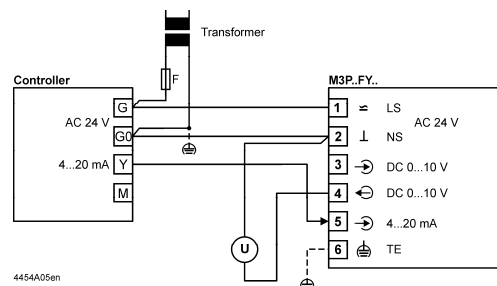 Transformer
F
Controller
M3P..FY..
G
1
LS
AC 24 V
AC 24 V
G0
2
NS
4...20 mA
Y
3
DC 0...10 V
M
4
DC 0...10 V
5
4...20 mA
U
6
TE
4454A05en